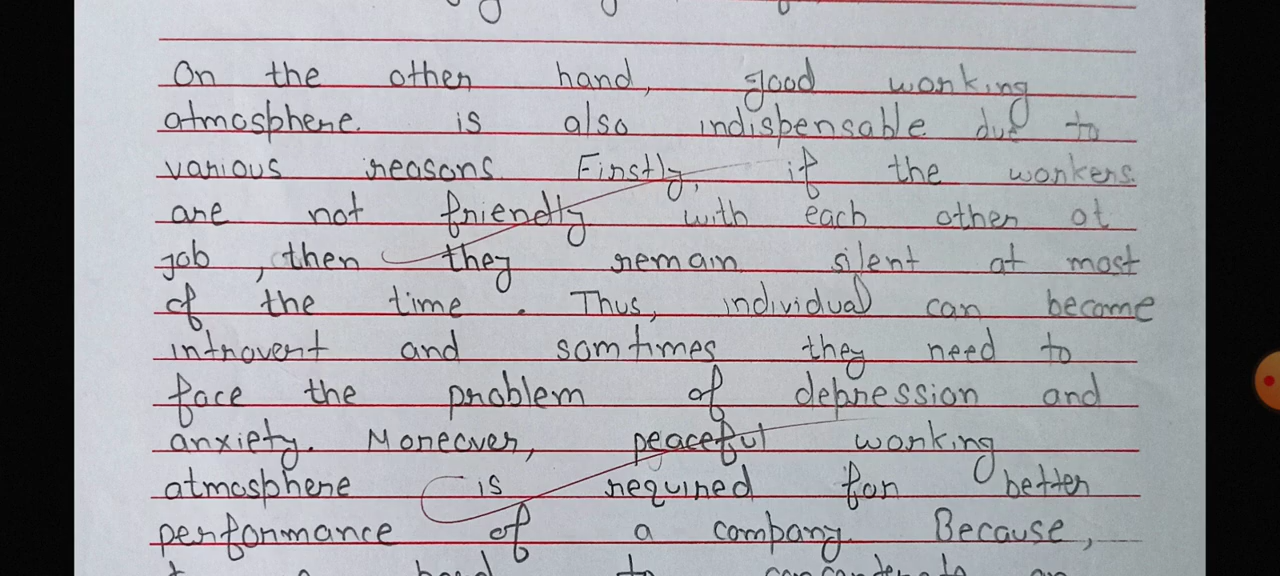 On the other hand, good working
atmosphere. is also indispensable due to
various reasons. Firstly, if the workers.
are not friendly with each other at
job , then they remain silent at most
of the time . Thus, individual can become
introvert and somtimes they need to
face the problem of depression and
anxiety. Moreover, peaceful working
atmosphere is required for better
performance of a company. Because,